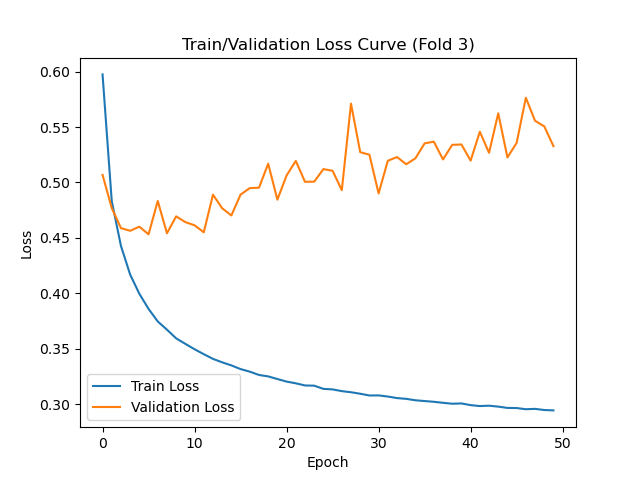 Train/Validation Loss Curve (Fold 3)
0.60
0.55
0.50
0.45
0.40
0.35
0.30
Loss
Train Loss
Validation Loss
0
10
20
30
40
50
Epoch